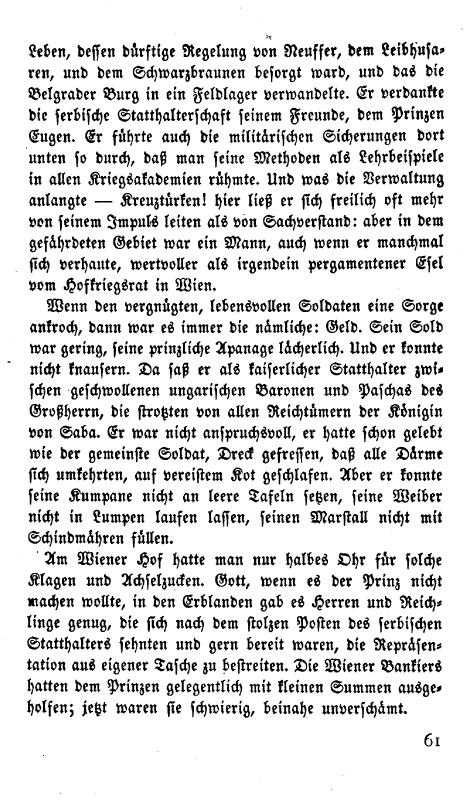 Leben, dessen dürftige Regelung von Neuffer, dem Leibhusa-
ren, und dem Schwarzbraunen besorgt ward, und das die
Belgrader Burg in ein Feldlager verwandelte. Er verdankte
die serbische Statthalterschaft seinem Freunde, dem Prinzen
Eugen. Er führte auch die militärischen Sicherungen dort
unten so durch, daß man seine Methoden als Lehrbeispiele
in allen Kriegsakademien rühmte. Und was die Verwaltung
anlangte — Kreuztürken! hier ließ er sich freilich oft mehr
von seinem Impuls leiten als von Sachverstand: aber in dem
gefährdeten Gebiet war ein Mann, auch wenn er manchmal
sich verhaute, wertvoller als irgendein pergamentener Esel
vom Hofkriegsrat in Wien.
Wenn den vergnügten, lebensvollen Soldaten eine Sorge
ankroch, dann war es immer die nämliche: Geld. Sein Sold
war gering, seine prinzliche Apanage lächerlich. Und er konnte
nicht knausern. Da saß er als kaiserlicher Statthalter zwi-
schen geschwollenen ungarischen Baronen und Paschas des
Großherrn, die strotzten von allen Reichtümern der Königin
von Saba. Er war nicht anspruchsvoll, er hatte schon gelebt
wie der gemeinste Soldat, Dreck gefressen, daß alle Därme
sich umkehrten, auf vereistem Kot geschlafen. Aber er konnte
seine Kumpane nicht an leere Tafeln setzen, seine Weiber
nicht in Lumpen laufen lassen, seinen Marstall nicht mit
Schindmähren füllen.
Am Wiener Hof hatte man nur halbes Ohr für solche
Klagen und Achselzucken. Gott, wenn es der Prinz nicht
machen wollte, in den Erblanden gab es Herren und Reich-
linge genug, die sich nach dem stolzen Posten des serbischen
Statthalters sehnten und gern bereit waren, die Repräsen-
tation aus eigener Tasche zu bestreiten. Die Wiener Bankiers
hatten dem Prinzen gelegentlich mit kleinen Summen ausge-
holfen; jetzt waren sie schwierig, beinahe unverschämt.
61